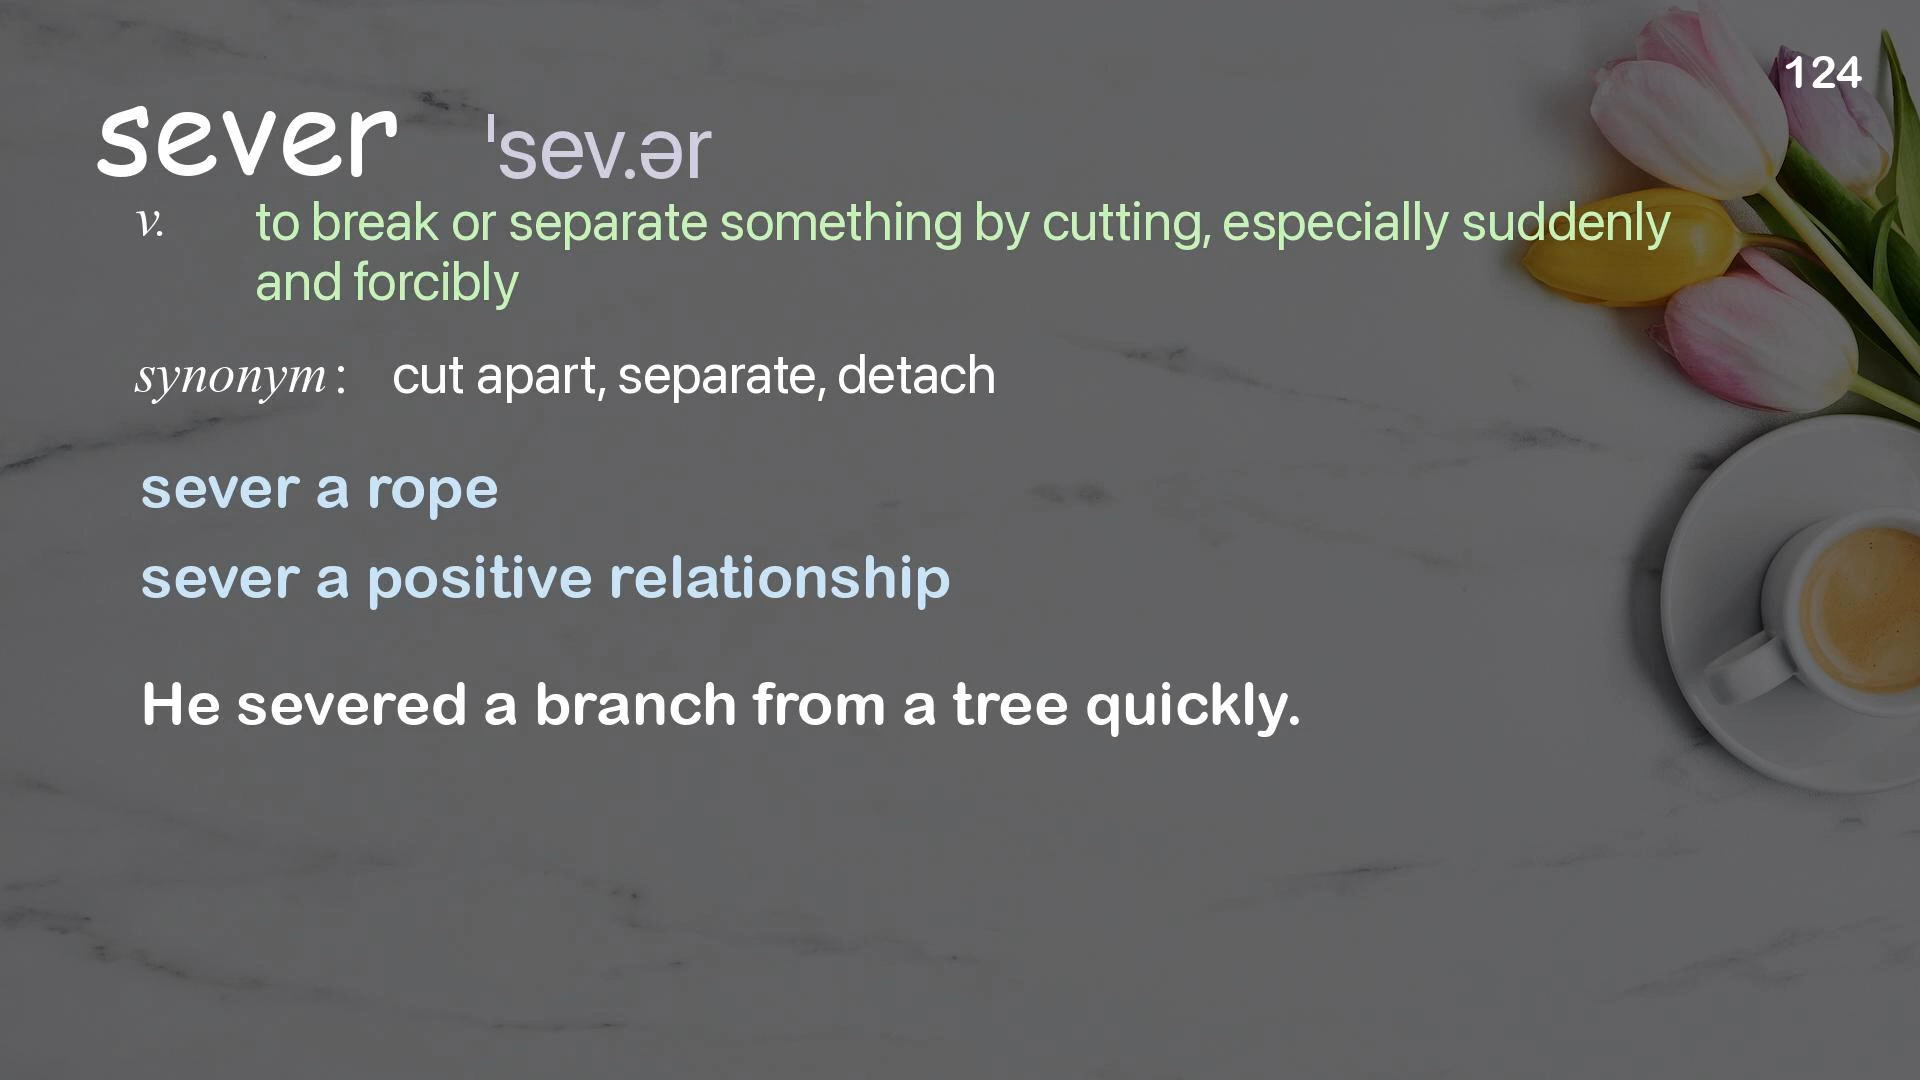 124
sever ˈsev.ər
v. to break or separate something by cutting, especially suddenly
and forcibly
synonym : cut apart, separate, detach
sever a rope
sever a positive relationship
He severed a branch from a tree quickly.